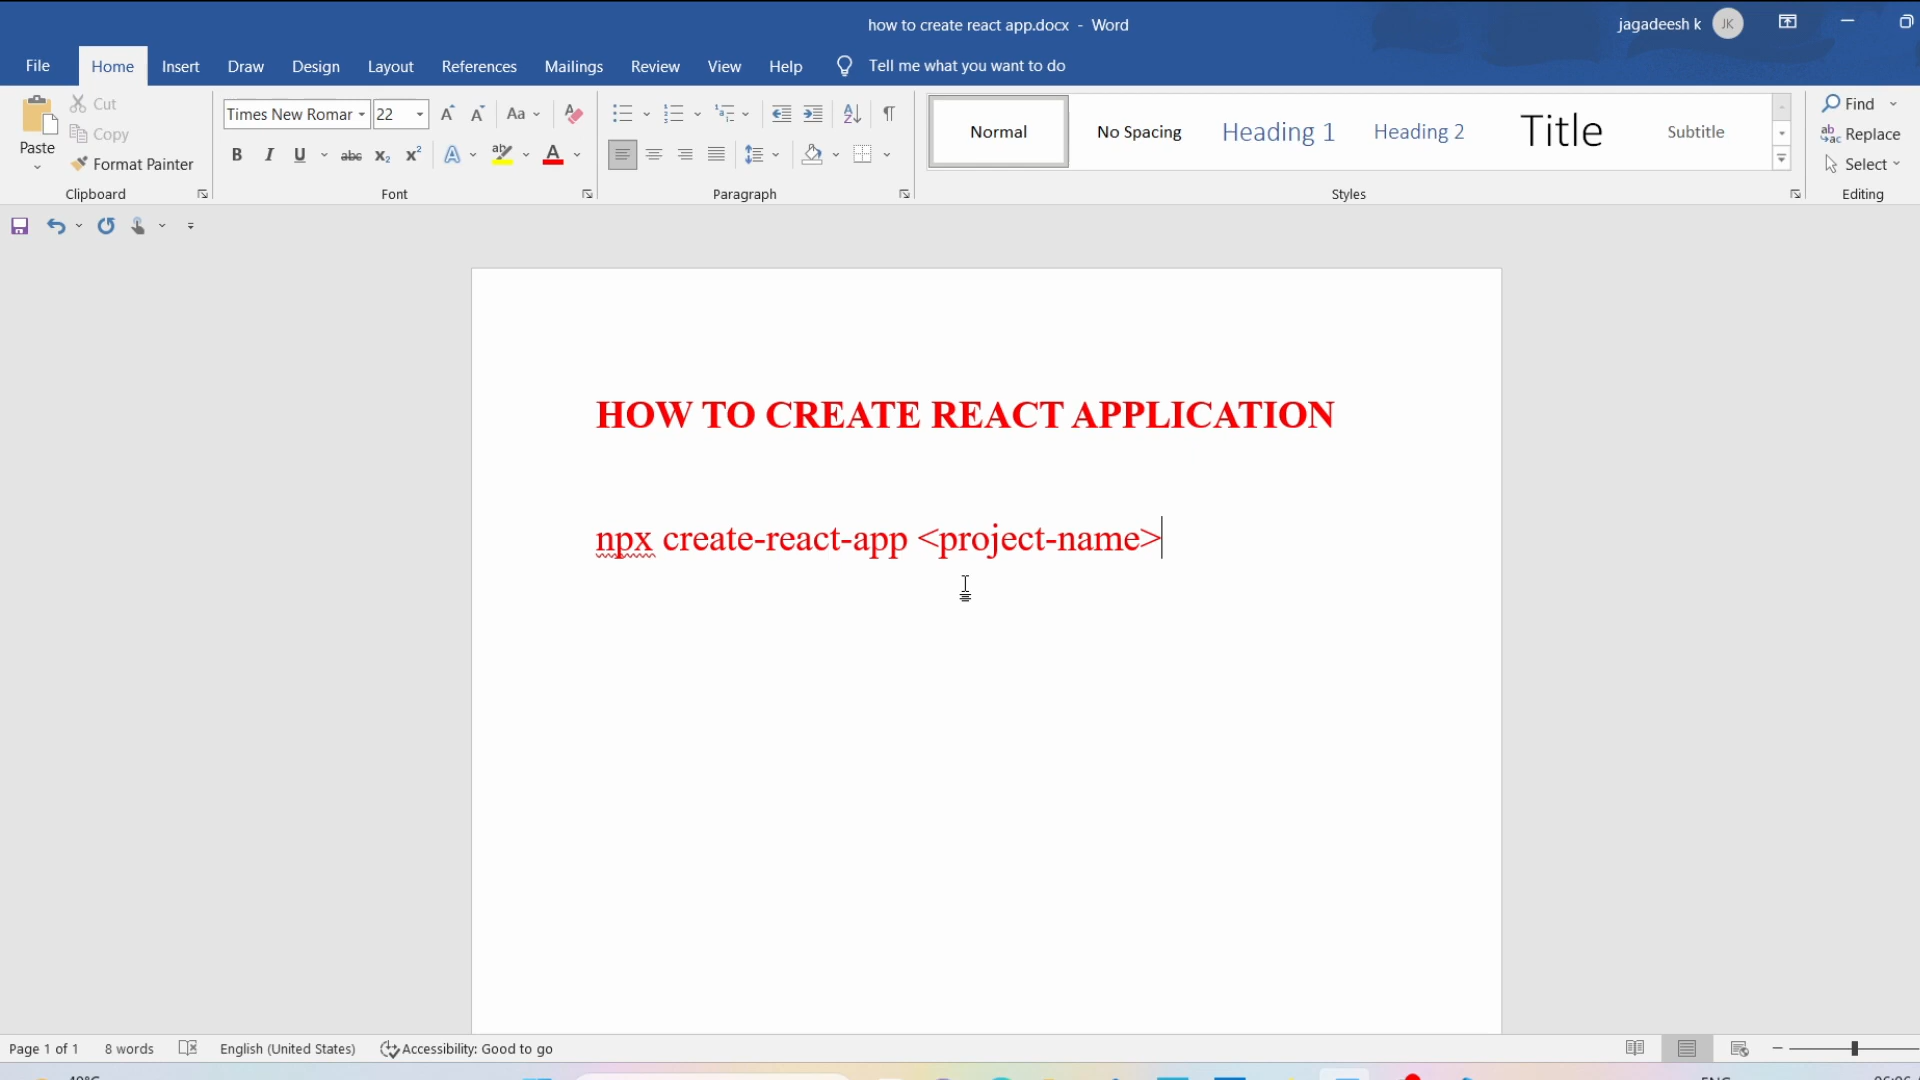 how to create react app.docx - Word
jagadeesh k JK
File Home Insert Draw Design Layout References Mailings Review View Help Tell me what you want to do
Paste
Cut
Copy
Format Painter
Clipboard
Times New Romar 22
Aa
B I U abc x₂ x² A ab A
Font
Paragraph
Normal No Spacing Heading 1 Heading 2 Title Subtitle
Styles
Find
Replace
Select
Editing
HOW TO CREATE REACT APPLICATION
npx create-react-app <project-name>
Page 1 of 1 8 words English (United States) Accessibility: Good to go